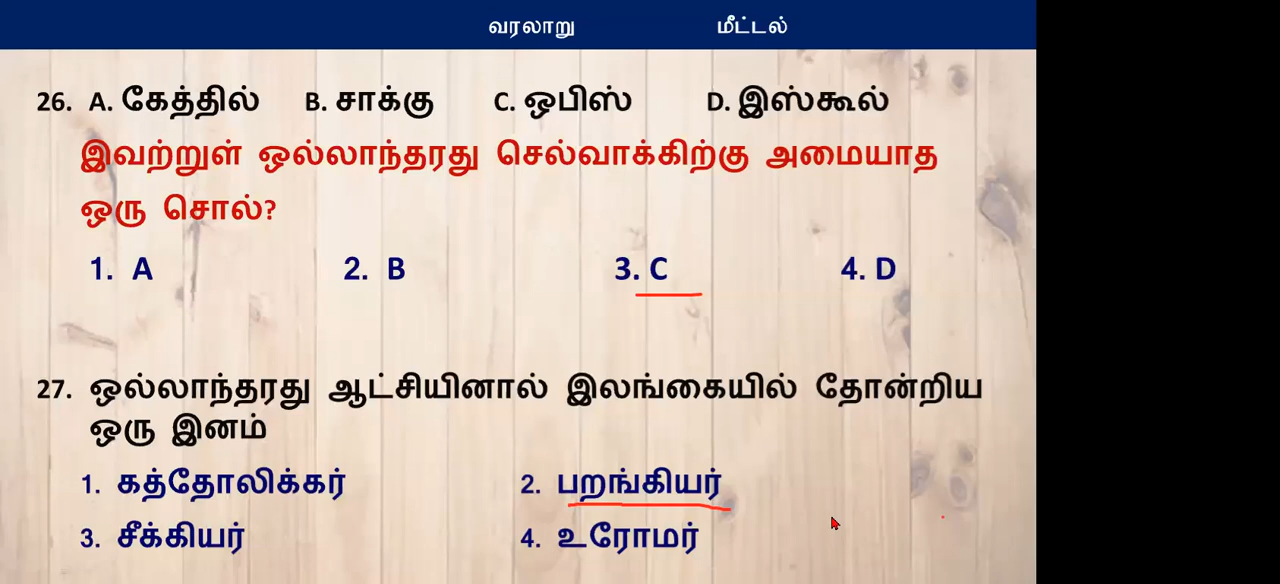 வரலாறு மீட்டல்
26. A. கேத்தில் B. சாக்கு C. ஒபிஸ் D. இஸ்கூல்
இவற்றுள் ஒல்லாந்தரது செல்வாக்கிற்கு அமையாத
ஒரு சொல்?
1. A 2. B 3. C 4. D
27. ஒல்லாந்தரது ஆட்சியினால் இலங்கையில் தோன்றிய
ஒரு இனம்
1. கத்தோலிக்கர் 2. பறங்கியர்
3. சீக்கியர் 4. உரோமர்